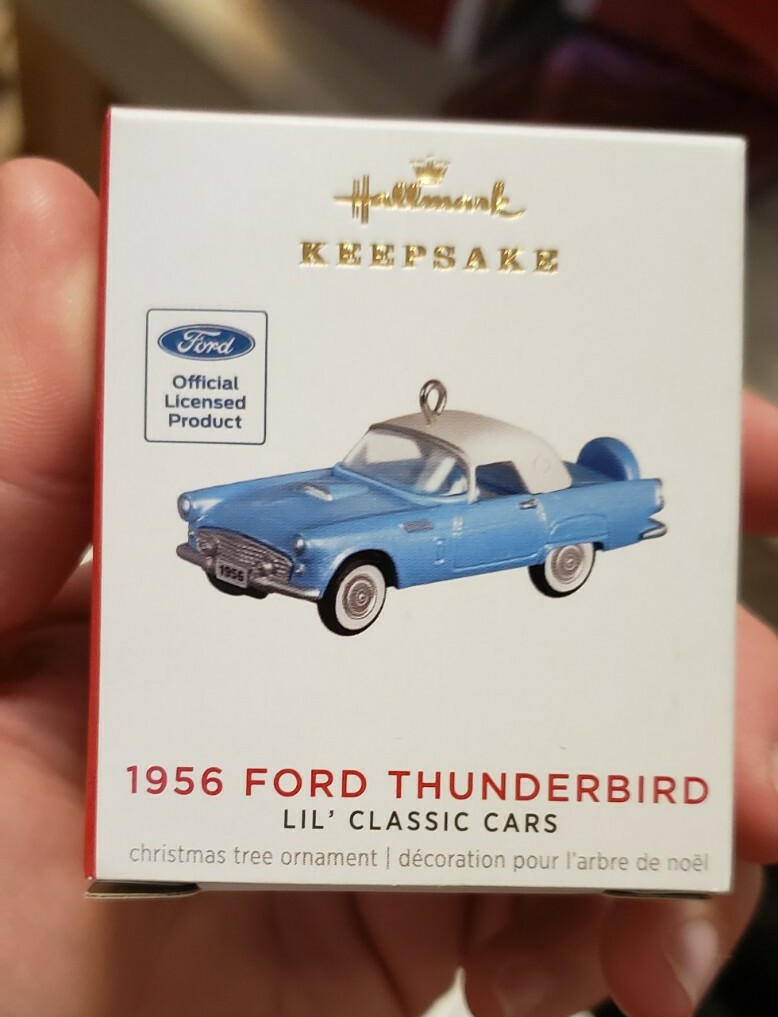 Hallmark
KEEPSAKE
Ford
Official
Licensed
Product
1956
1956 FORD THUNDERBIRD
LIL' CLASSIC CARS
christmas tree ornament | décoration pour l'arbre de noël